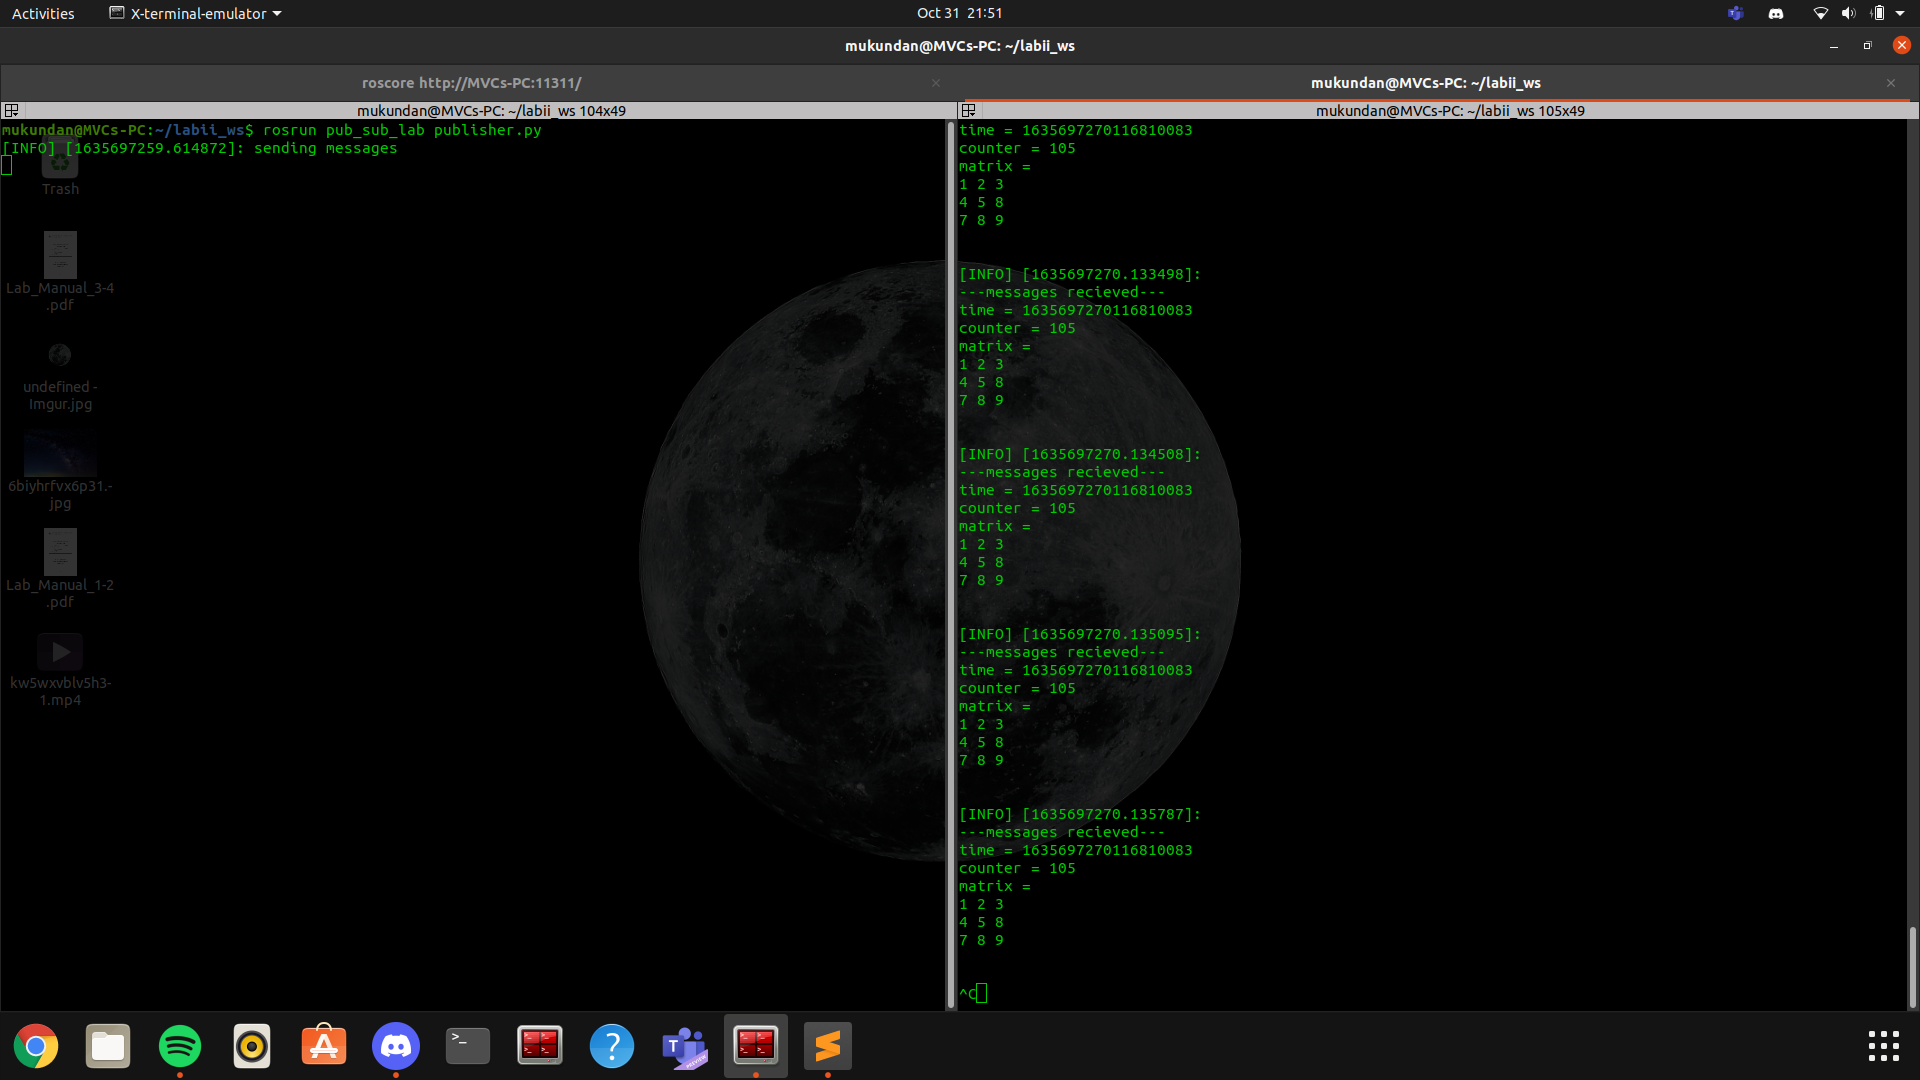 Activities
X-terminal-emulator
Oct 31 21:51
mukundan@MVCs-PC: ~/labii_ws
roscore http://MVCs-PC:11311/
mukundan@MVCs-PC: ~/labii_ws
mukundan@MVCs-PC: ~/labii_ws 104x49
mukundan@MVCs-PC:~/labii_ws$ rosrun pub_sub_lab publisher.py
[INFO] [1635697259.614872]: sending messages
Trash
Lab_Manual_3-4
.pdf
undefined -
Imgur.jpg
6biyhrfvx6p31.-
jpg
Lab_Manual_1-2
.pdf
kw5wxvblv5h3-
1.mp4
mukundan@MVCs-PC: ~/labii_ws 105x49
time = 1635697270116810083
counter = 105
matrix =
1 2 3
4 5 8
7 8 9
[INFO] [1635697270.133498]:
---messages recieved---
time = 1635697270116810083
counter = 105
matrix =
1 2 3
4 5 8
7 8 9
[INFO] [1635697270.134508]:
---messages recieved---
time = 1635697270116810083
counter = 105
matrix =
1 2 3
4 5 8
7 8 9
[INFO] [1635697270.135095]:
---messages recieved---
time = 1635697270116810083
counter = 105
matrix =
1 2 3
4 5 8
7 8 9
[INFO] [1635697270.135787]:
---messages recieved---
time = 1635697270116810083
counter = 105
matrix =
1 2 3
4 5 8
7 8 9
^C